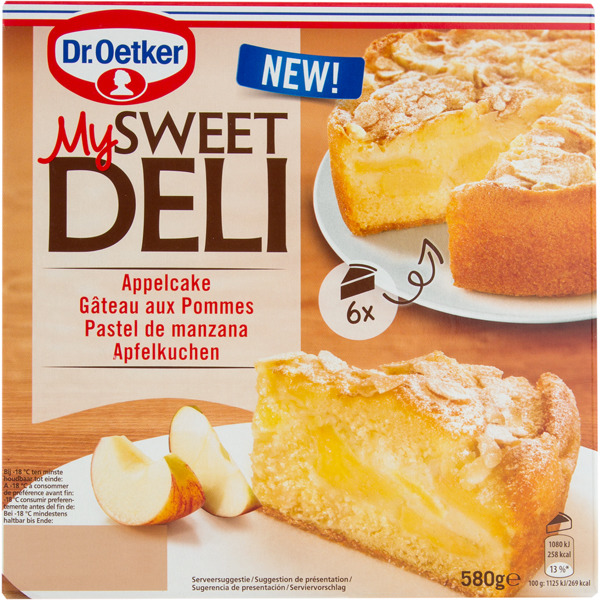 Dr.Oetker
NEW!
My SWEET
DELI
Appelcake
Gâteau aux Pommes
Pastel de manzana
Apfelkuchen
6x
Bij -18 °C ten minste
houdbaar tot einde:
A -18 °C à consommer
de préférence avant fin:
-18 °C consumir preferen-
temente antes del fin de:
Bei -18 °C mindestens
haltbar bis Ende:
1080 kJ
258 kcal
13 %*
580g℮
100 g: 1125 kJ/269 kcal
Serveersuggestie / Suggestion de présentation /
Sugerencia de presentación / Serviervorschlag